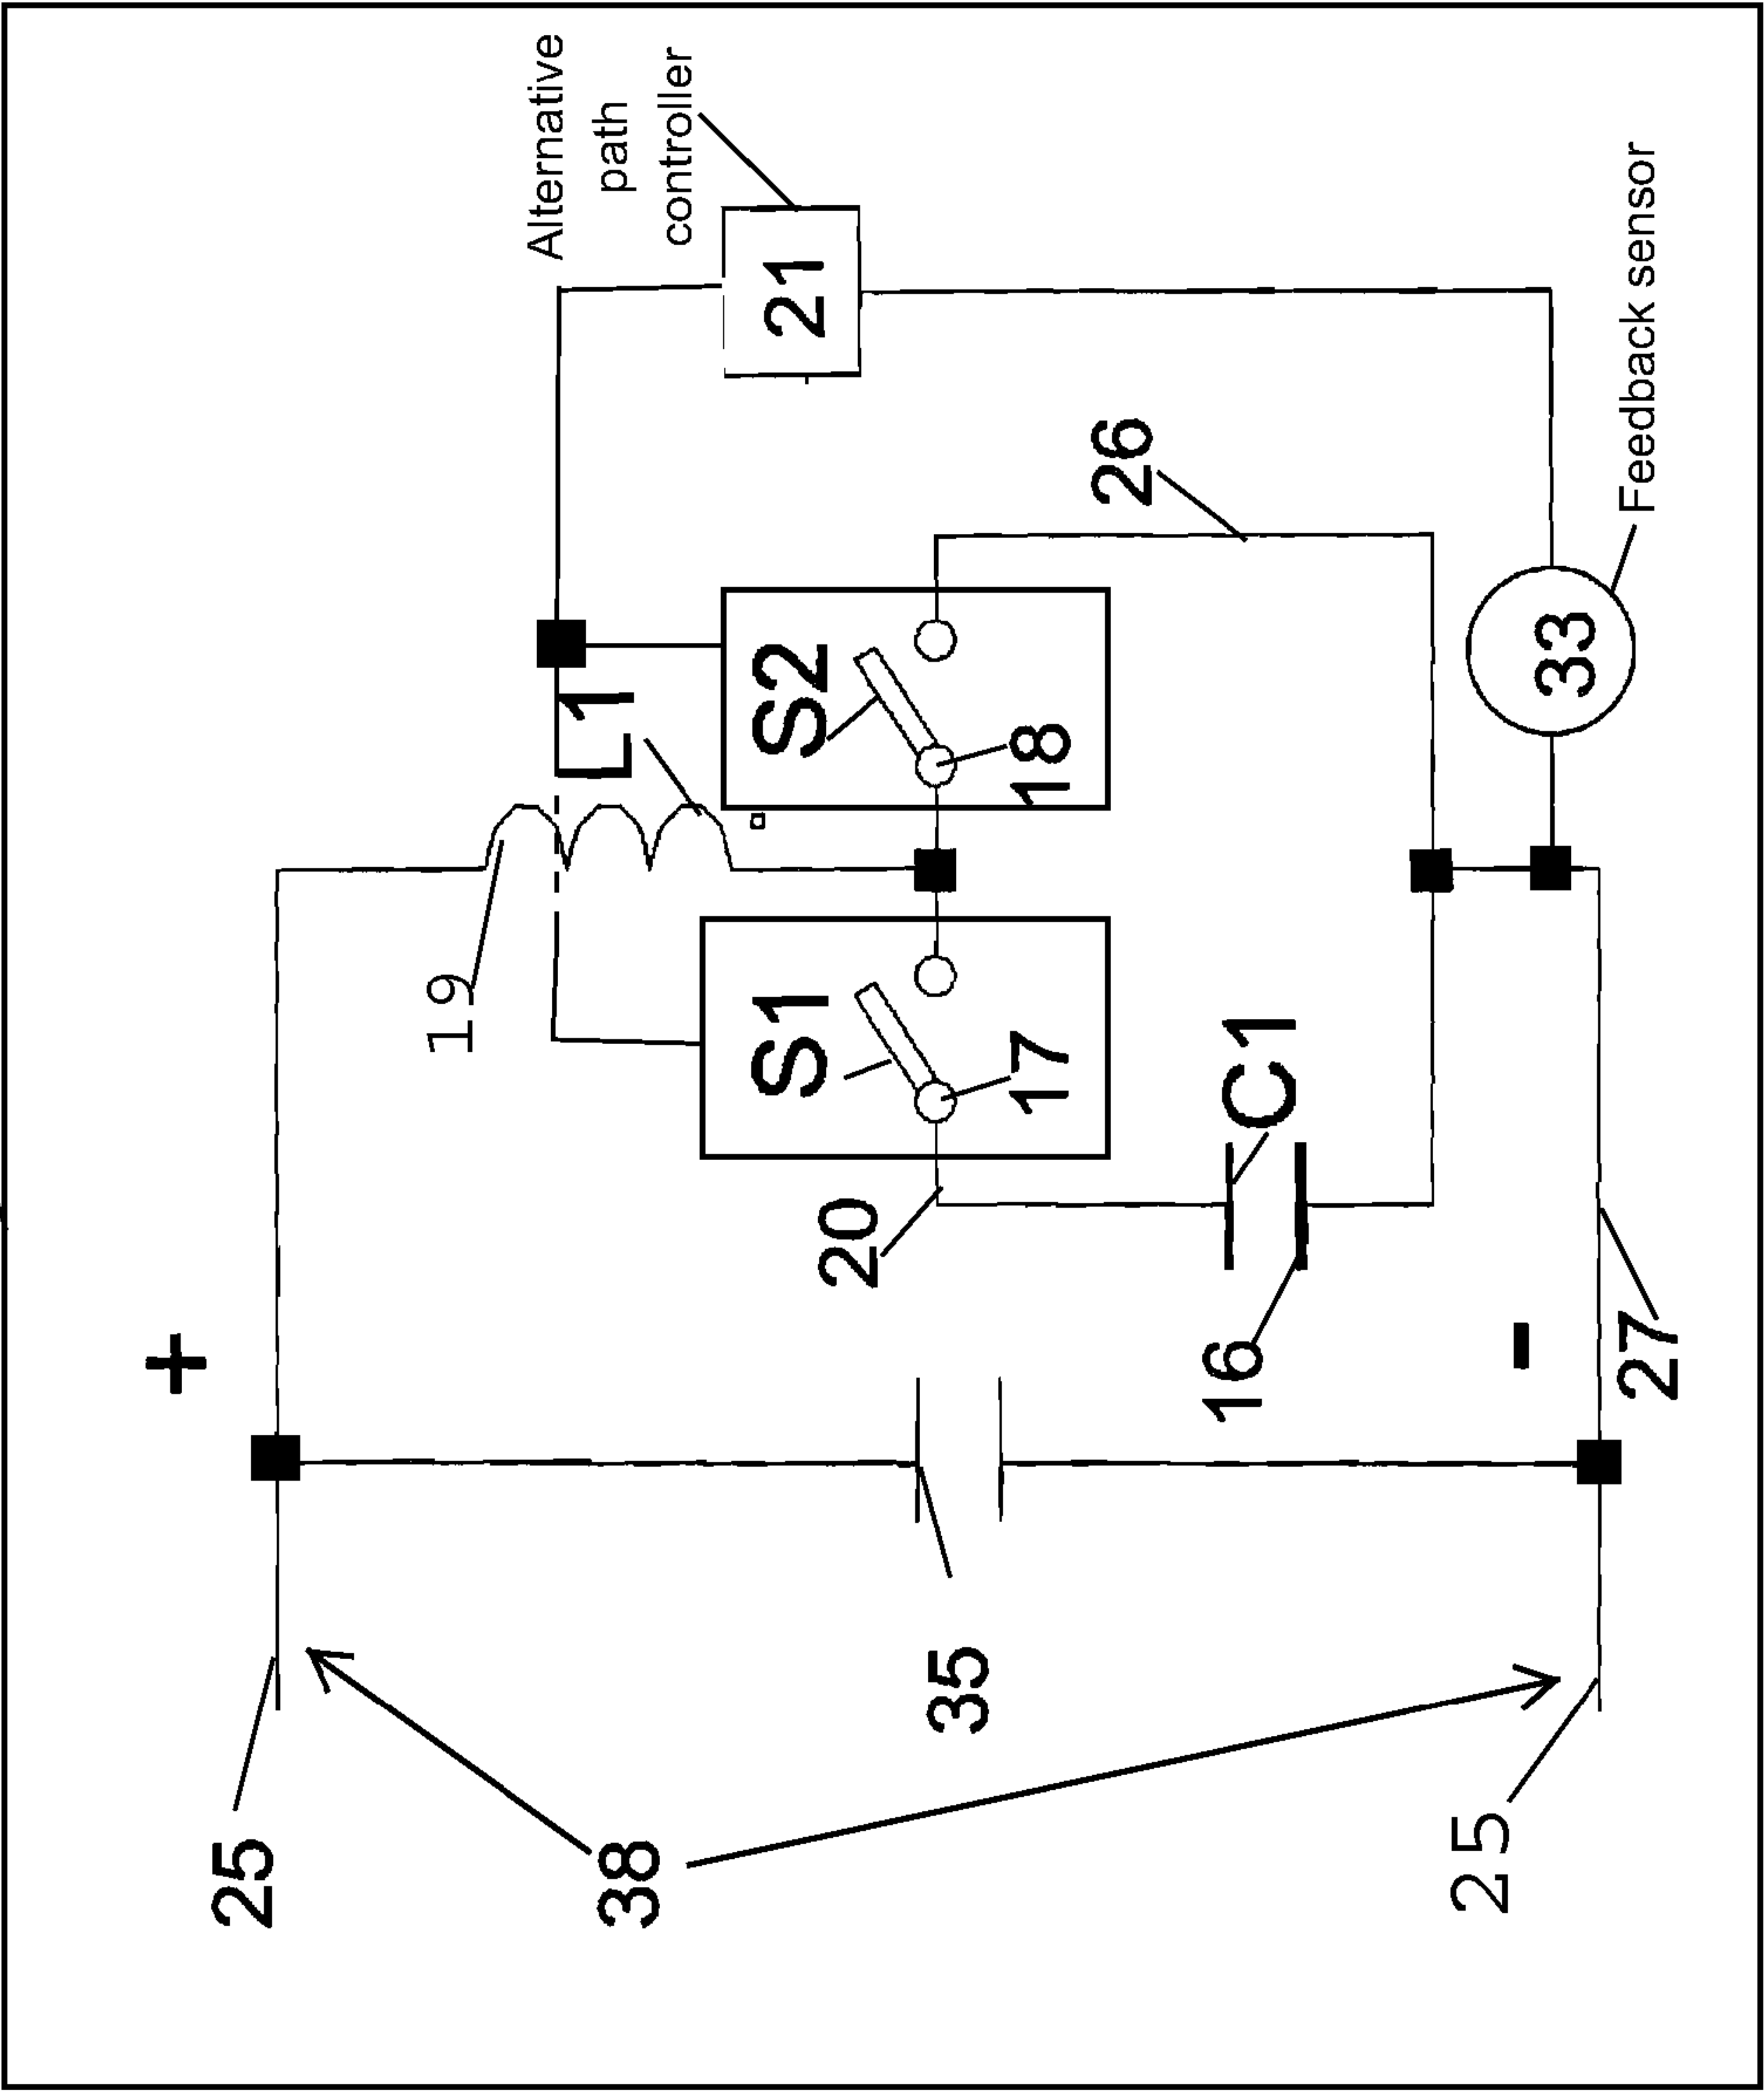 +
25
19
Alternative
path
controller
L1
38
S1
S2
21
20
35
17
18
26
16
C1
25
-
33
27
Feedback sensor